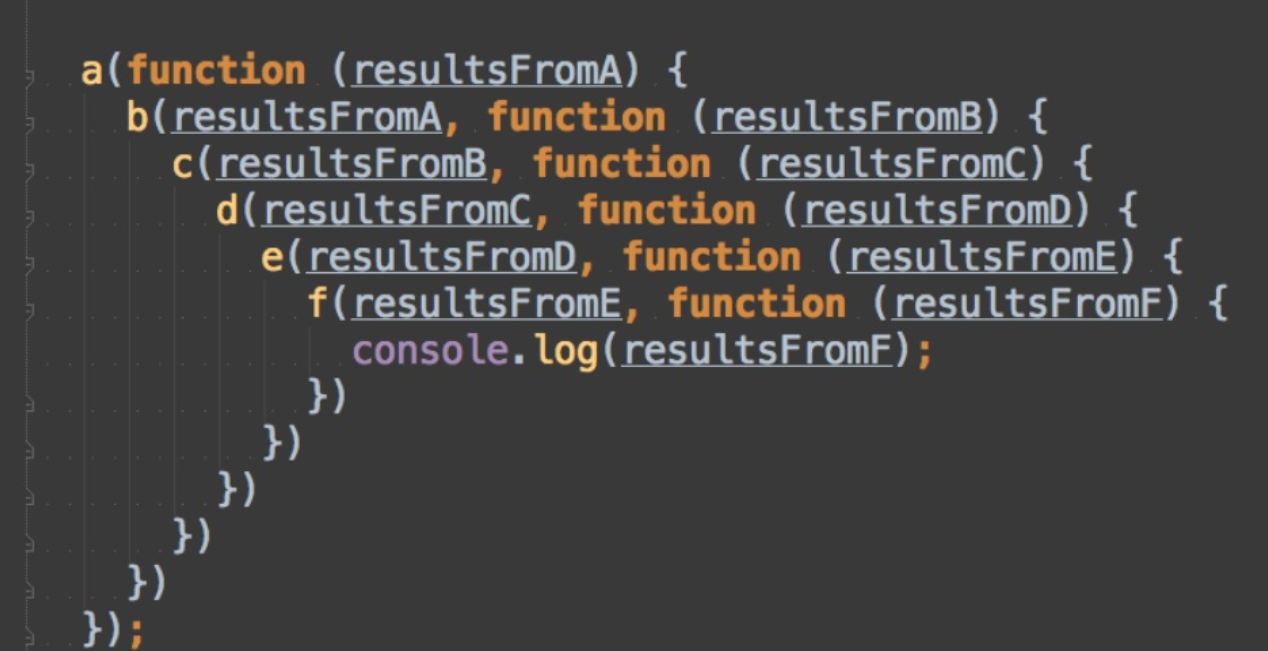 a(function (resultsFromA) {
  b(resultsFromA, function (resultsFromB) {
    c(resultsFromB, function (resultsFromC) {
      d(resultsFromC, function (resultsFromD) {
        e(resultsFromD, function (resultsFromE) {
          f(resultsFromE, function (resultsFromF) {
            console.log(resultsFromF);
          })
        })
      })
    })
  })
});